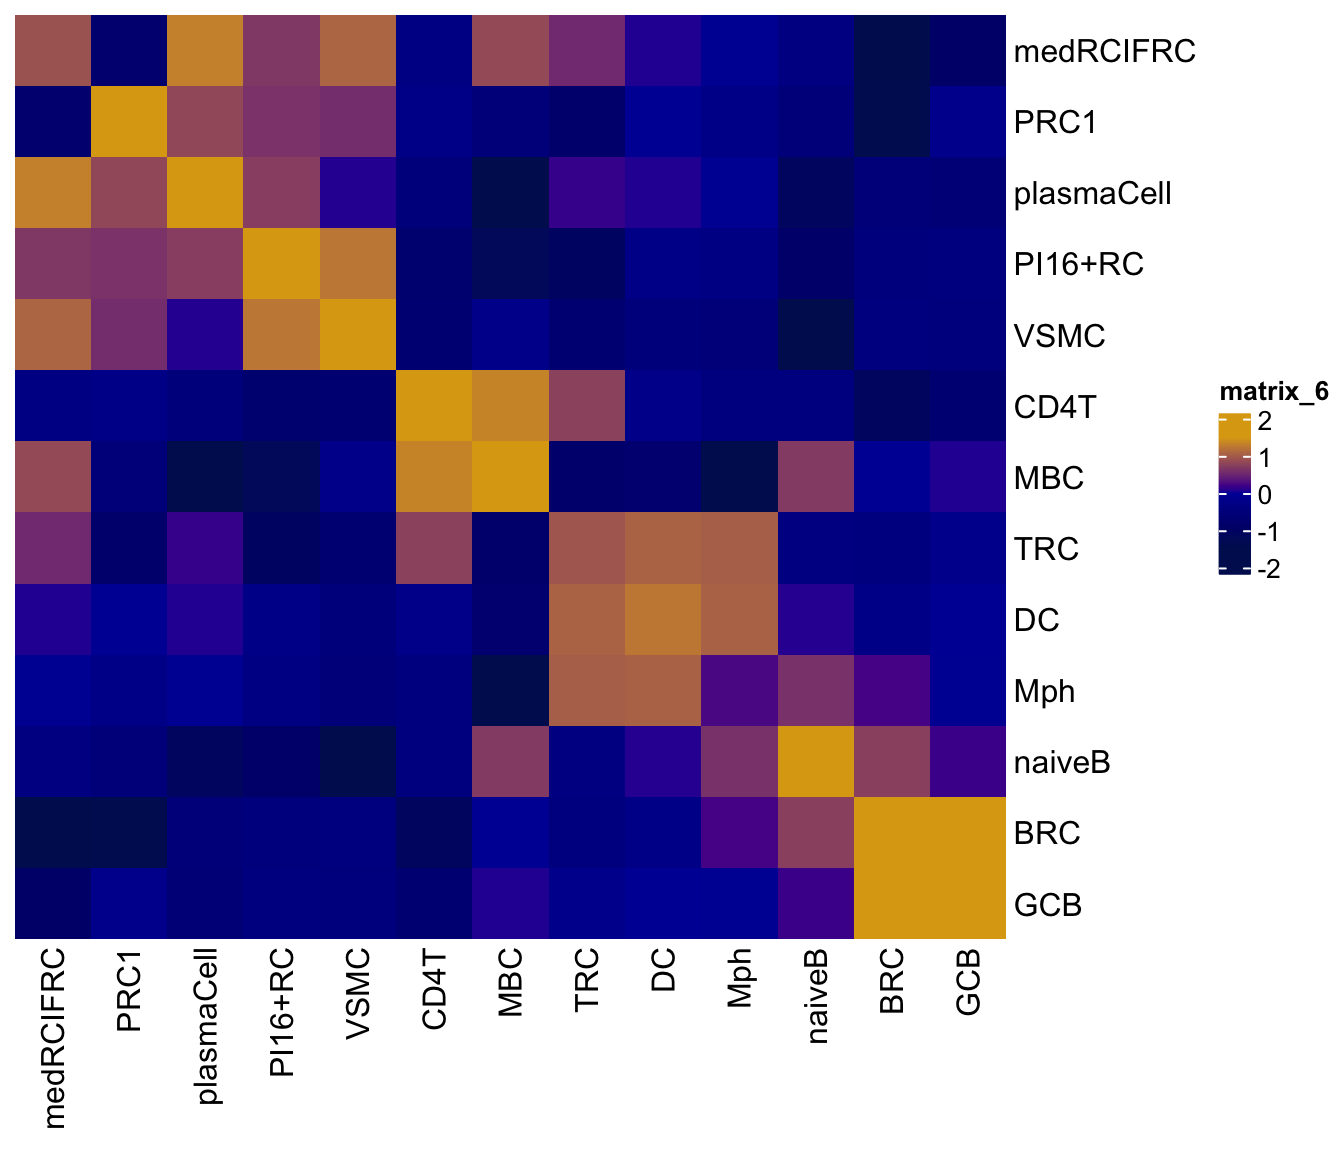 medRCIFRC
PRC1
plasmaCell
PI16+RC
VSMC
CD4T
MBC
TRC
DC
Mph
naiveB
BRC
GCB
matrix_6
2
1
0
-1
-2
medRCIFRC
PRC1
plasmaCell
PI16+RC
VSMC
CD4T
MBC
TRC
DC
Mph
naiveB
BRC
GCB